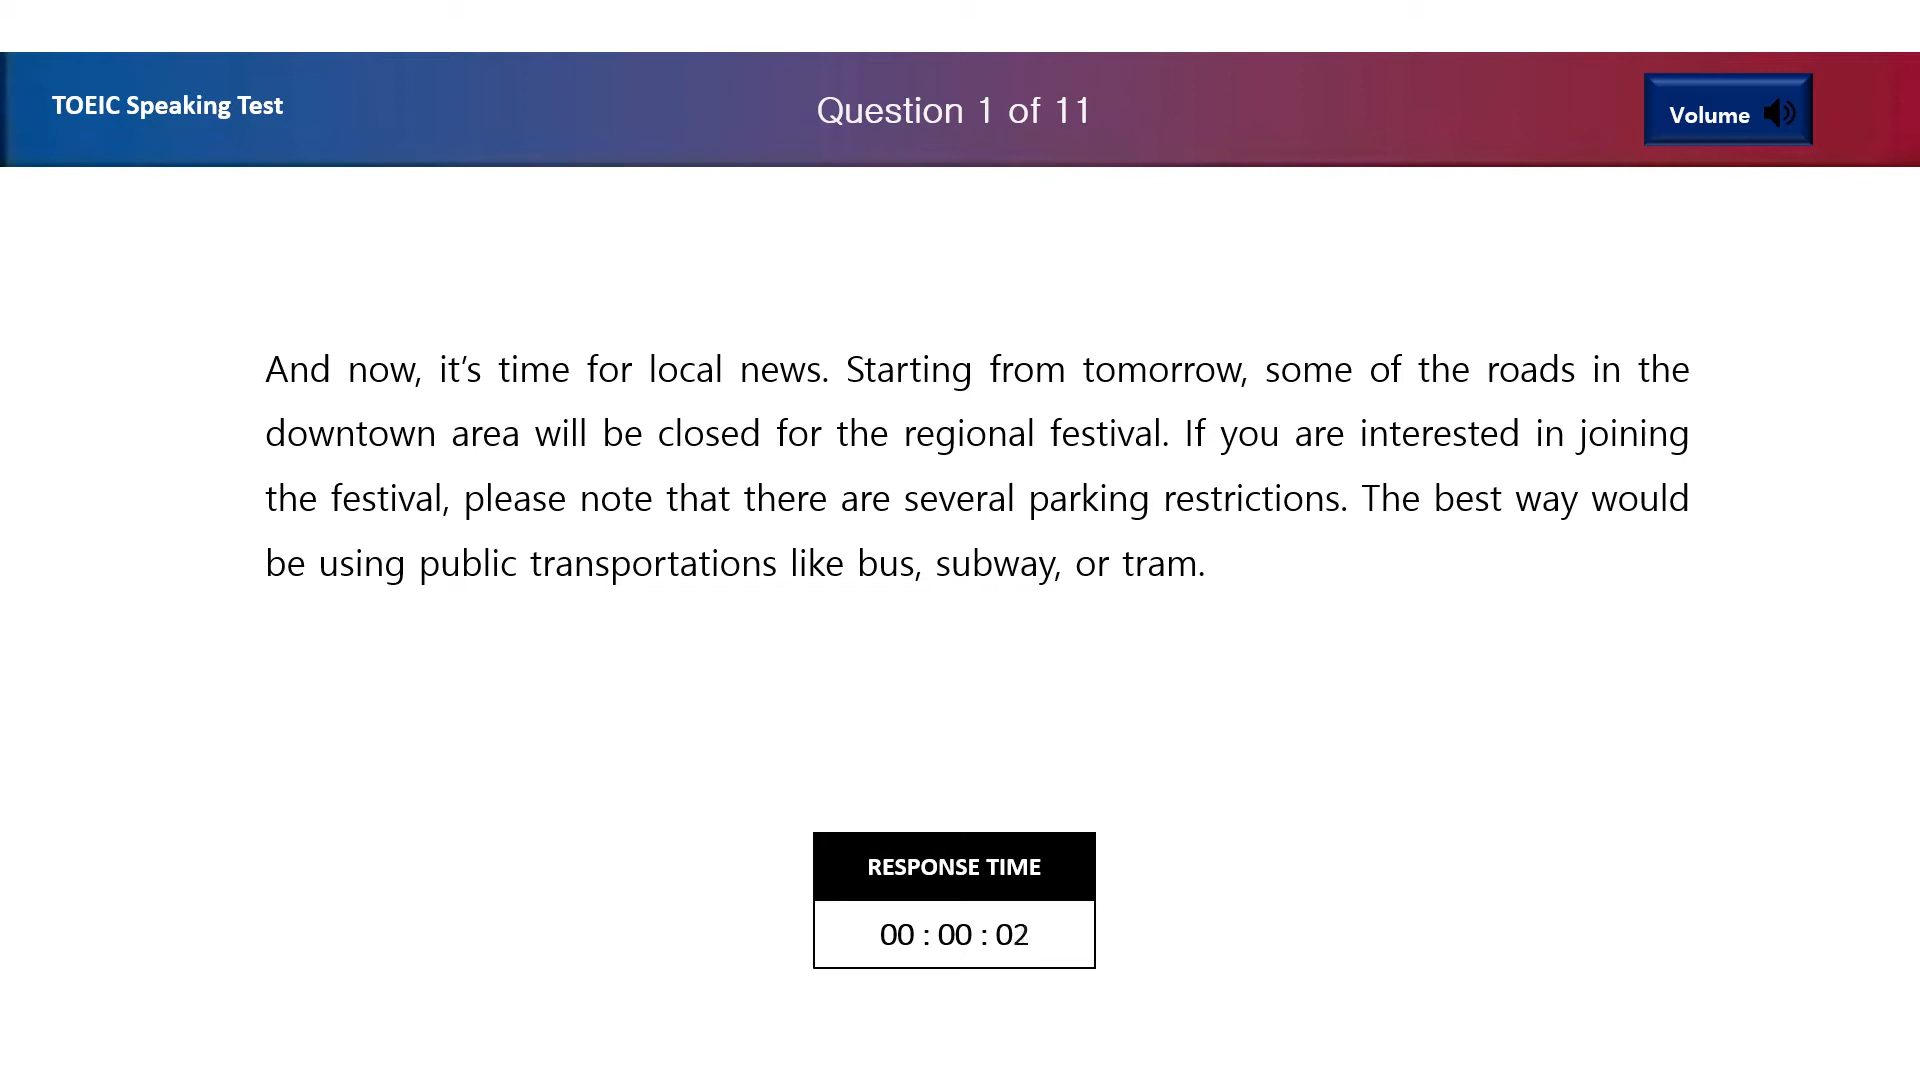 TOEIC Speaking Test
Question 1 of 11
Volume
And now, it’s time for local news. Starting from tomorrow, some of the roads in the
downtown area will be closed for the regional festival. If you are interested in joining
the festival, please note that there are several parking restrictions. The best way would
be using public transportations like bus, subway, or tram.
RESPONSE TIME
00 : 00 : 02